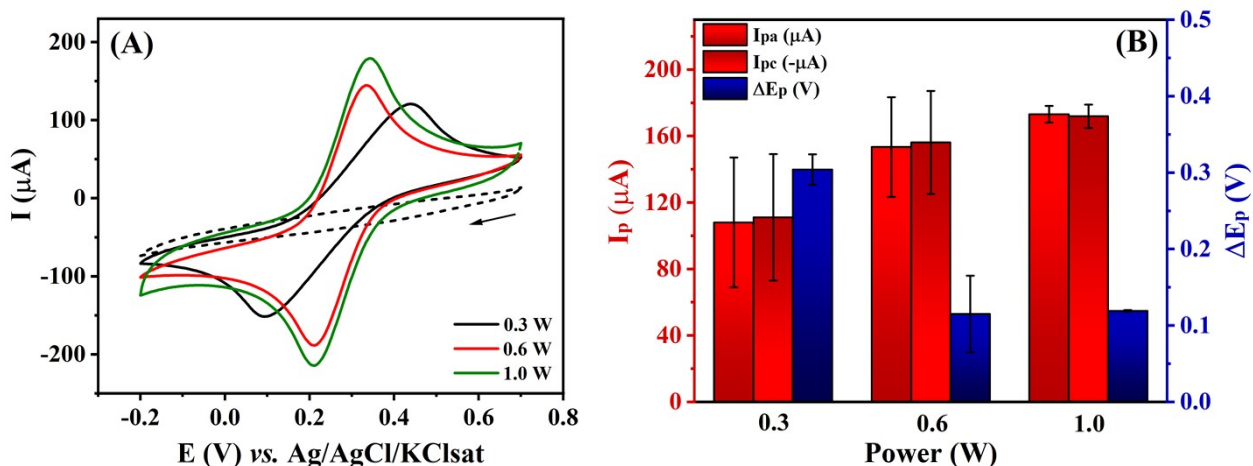 (A)
I (μA)
200
100
0
-100
-200
-0.2 0.0 0.2 0.4 0.6 0.8
E (V) vs. Ag/AgCl/KClsat
0.3 W
0.6 W
1.0 W
(B)
Ipa (μA)
Ipc (-μA)
ΔEp (V)
Ip (μA)
200
160
120
80
40
0
0.3 0.6 1.0
Power (W)
0.5
0.4
0.3
0.2
0.1
0.0
ΔEp (V)